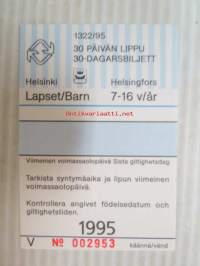 1322/95
30 PÄIVÄN LIPPU
30-DAGARSBILJETT
Helsinki Helsingfors
Lapset/Barn 7-16 v/år
Viimeinen voimassaolopäivä Sista giltighetsdag
Tarkista syntymäaika ja lipun viimeinen
voimassaolopäivä.
Kontrollera angivet födelsedatum och
giltighetstiden.
1995
V № 002953 käännä/vänd